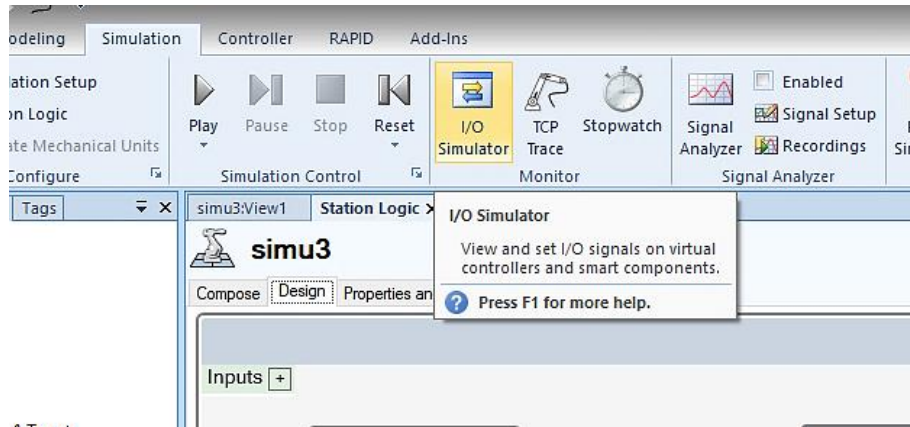 odeling Simulation Controller RAPID Add-Ins
lation Setup
on Logic
ate Mechanical Units
Configure
Play Pause Stop Reset
Simulation Control
I/O Simulator
TCP Trace
Stopwatch
Monitor
Signal Analyzer
Enabled
Signal Setup
Recordings
Signal Analyzer
Tags
simu3:View1 Station Logic X
simu3
Compose Design Properties an
I/O Simulator
View and set I/O signals on virtual
controllers and smart components.
? Press F1 for more help.
Inputs +